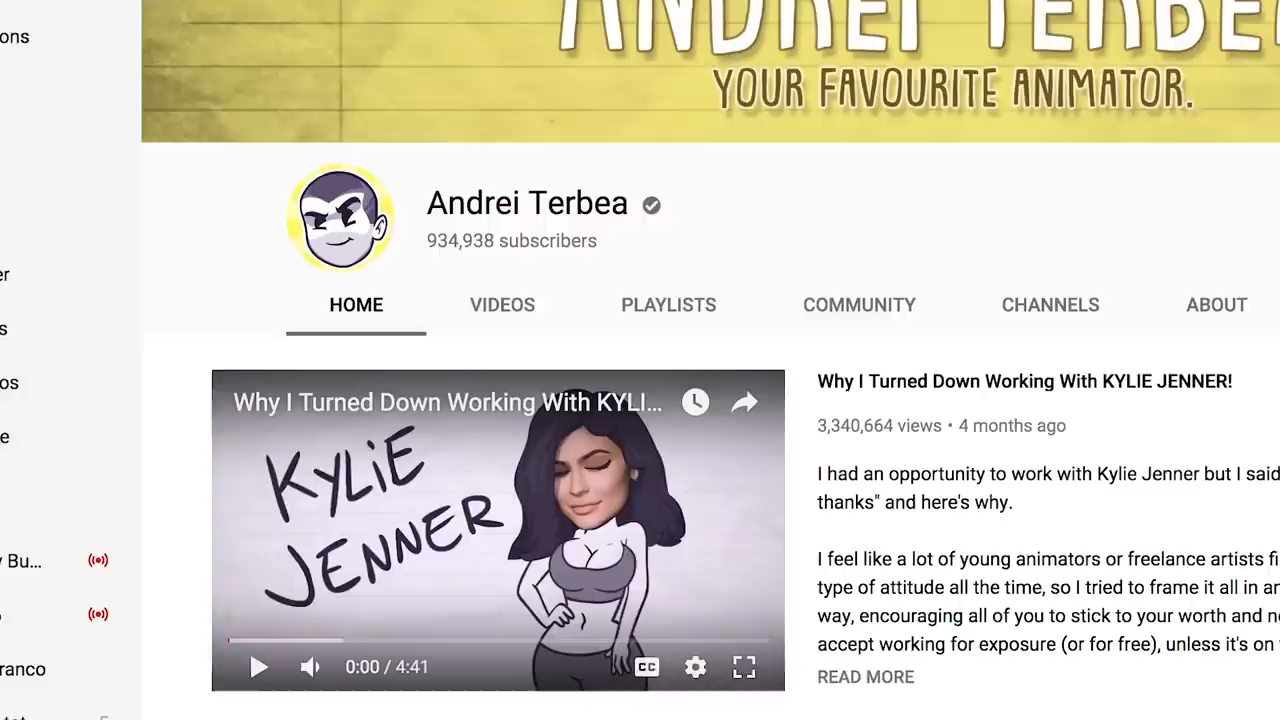 ons
ANDREI TERBE
YOUR FAVOURITE ANIMATOR.
Andrei Terbea
934,938 subscribers
er
HOME VIDEOS PLAYLISTS COMMUNITY CHANNELS ABOUT
s
os
Why I Turned Down Working With KYLI...
KYLIE
JENNER
0:00 / 4:41
CC
Why I Turned Down Working With KYLIE JENNER!
3,340,664 views • 4 months ago
I had an opportunity to work with Kylie Jenner but I said
thanks" and here's why.
I feel like a lot of young animators or freelance artists fi
type of attitude all the time, so I tried to frame it all in an
way, encouraging all of you to stick to your worth and no
accept working for exposure (or for free), unless it's on
READ MORE
e
y Bu...
ranco